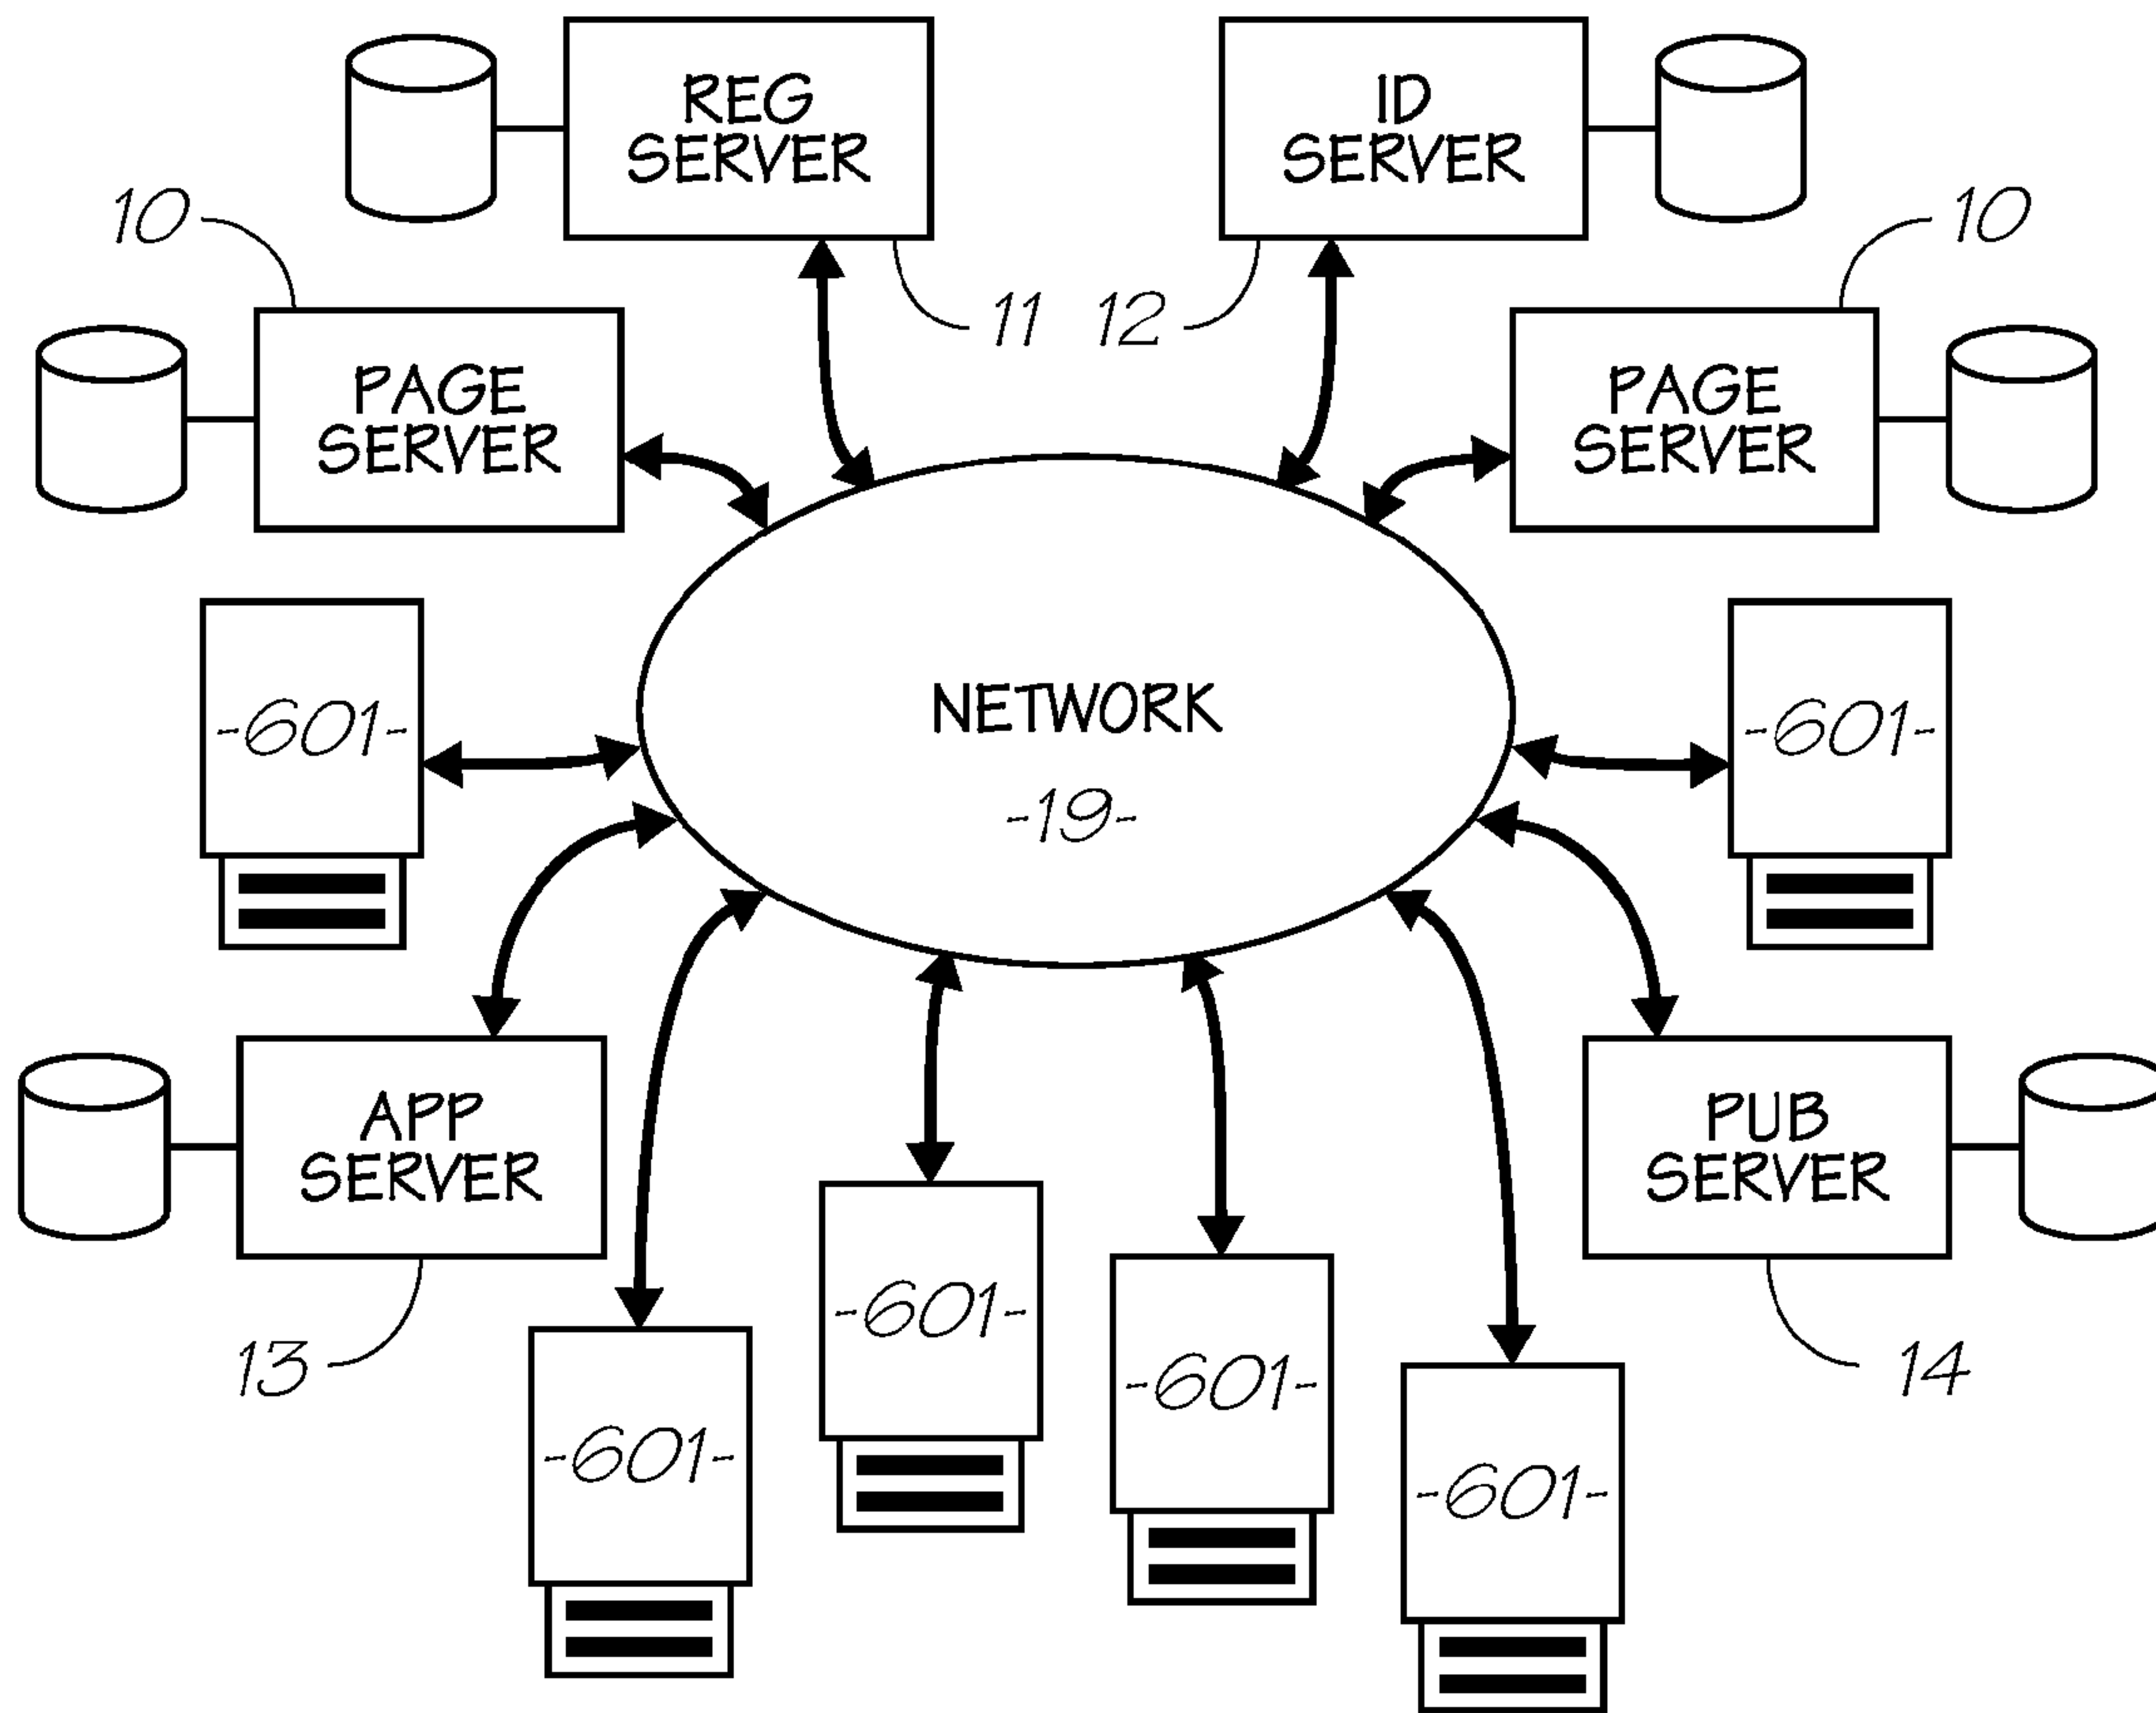 REG
SERVER
ID
SERVER
10
10
11
12
PAGE
SERVER
PAGE
SERVER
-601-
NETWORK
-19-
-601-
APP
SERVER
PUB
SERVER
-601-
-601-
-601-
-601-
13
14